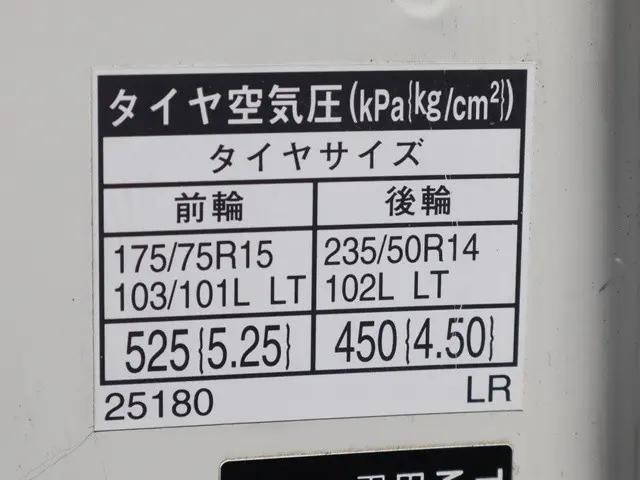 タイヤ空気圧(kPa{kg/cm²})
タイヤサイズ
前輪 後輪
175/75R15 235/50R14
103/101L LT 102L LT
525{5.25} 450{4.50}
25180 LR